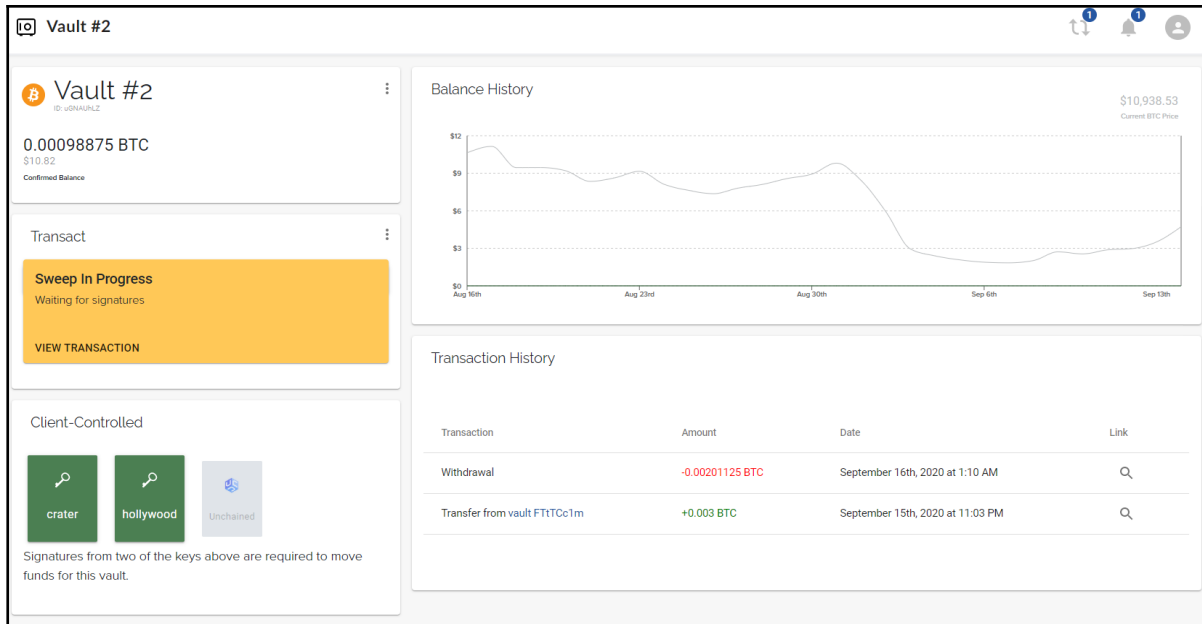 Vault #2
1
1
Vault #2
ID: uGNAUhLZ
0.00098875 BTC
$10.82
Confirmed Balance
Transact
Sweep In Progress
Waiting for signatures
VIEW TRANSACTION
Client-Controlled
crater
hollywood
Unchained
Signatures from two of the keys above are required to move
funds for this vault.
Balance History
$10,938.53
Current BTC Price
$12
$9
$6
$3
$0
Aug 16th Aug 23rd Aug 30th Sep 6th Sep 13th
Transaction History
Transaction Amount Date Link
Withdrawal -0.00201125 BTC September 16th, 2020 at 1:10 AM
Transfer from vault FTtTCc1m +0.003 BTC September 15th, 2020 at 11:03 PM